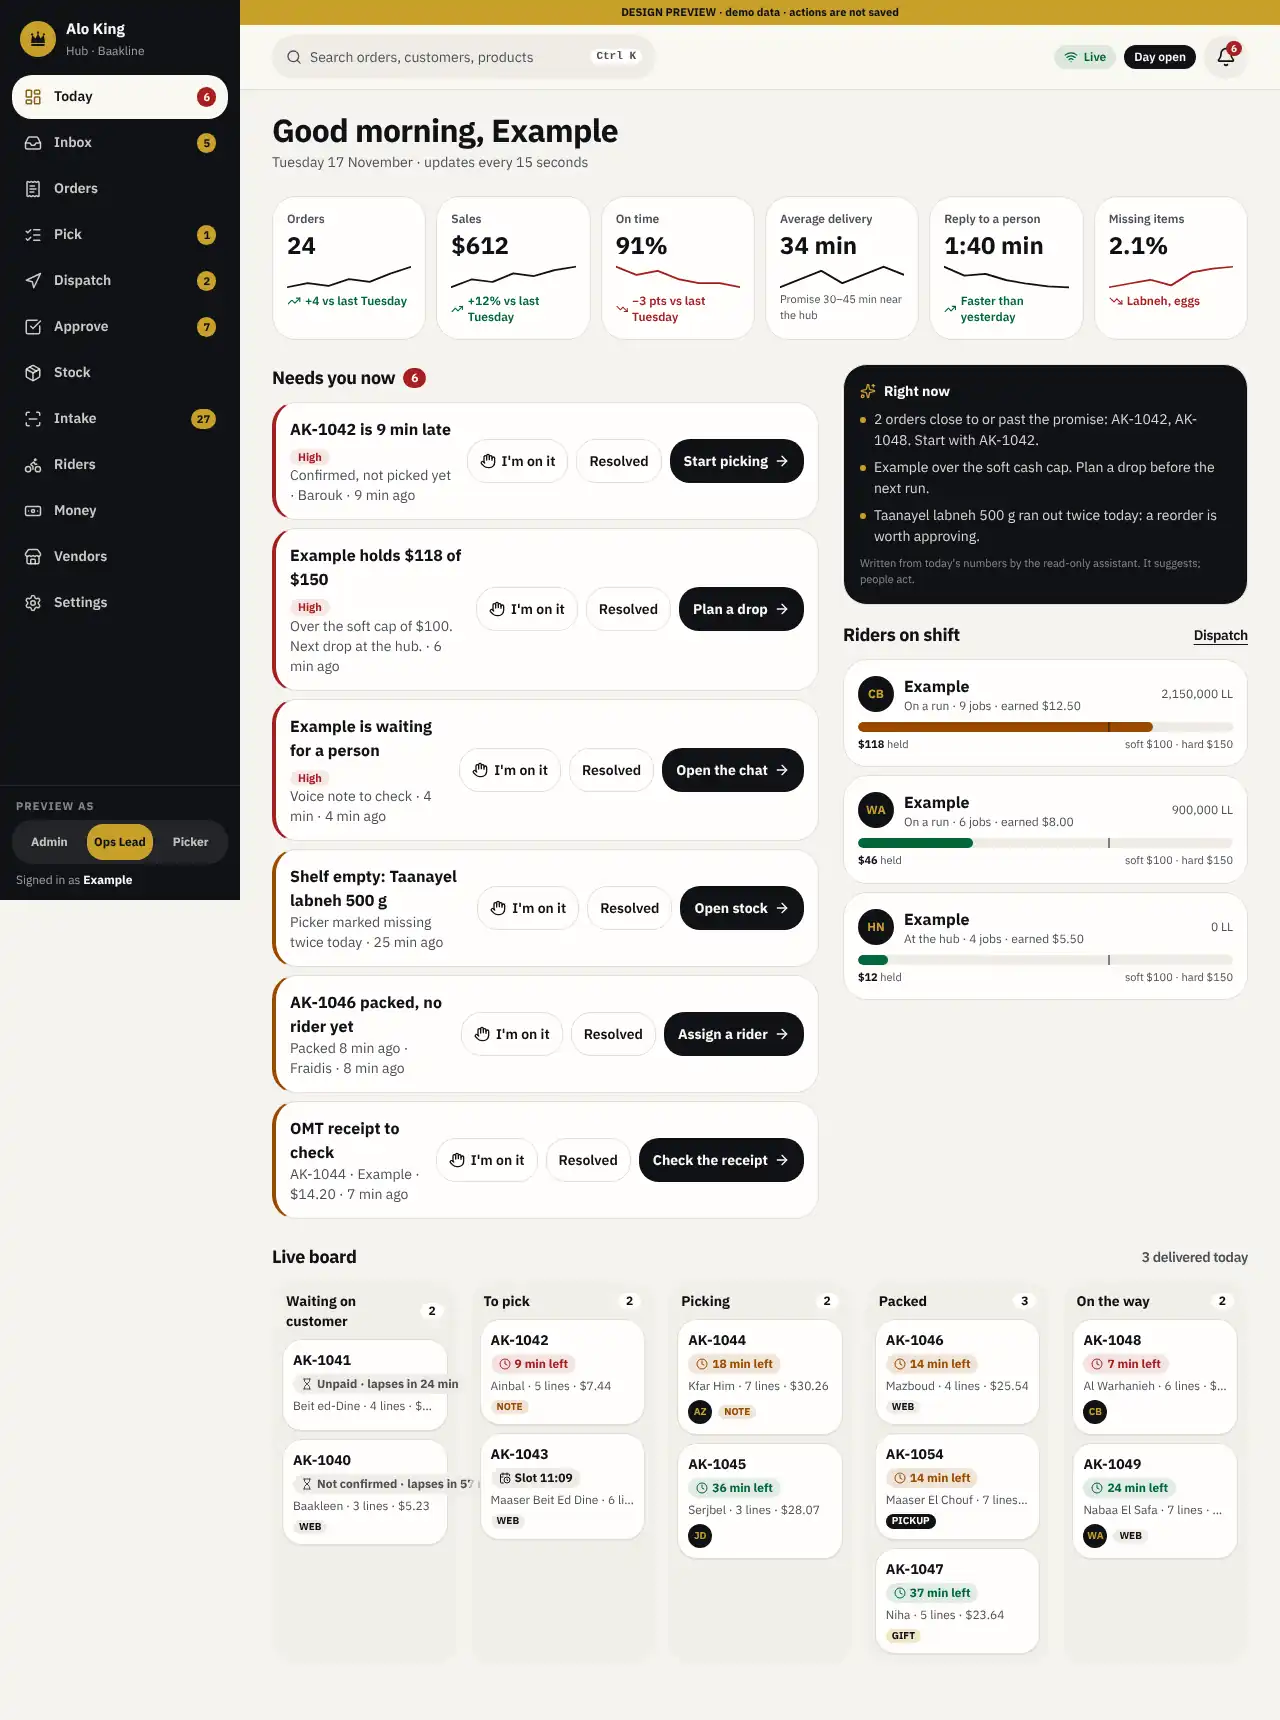 DESIGN PREVIEW · demo data · actions are not saved
Alo King
Hub · Baakline
Today 6
Inbox 5
Orders
Pick 1
Dispatch 2
Approve 7
Stock
Intake 27
Riders
Money
Vendors
Settings
PREVIEW AS
Admin Ops Lead Picker
Signed in as Example
Search orders, customers, products Ctrl K
Live Day open 6
Good morning, Example
Tuesday 17 November · updates every 15 seconds
Orders
24
+4 vs last Tuesday
Sales
$612
+12% vs last
Tuesday
On time
91%
−3 pts vs last
Tuesday
Average delivery
34 min
Promise 30–45 min near
the hub
Reply to a person
1:40 min
Faster than
yesterday
Missing items
2.1%
Labneh, eggs
Needs you now 6
AK-1042 is 9 min late
High
Confirmed, not picked yet
· Barouk · 9 min ago
I'm on it Resolved Start picking
Example holds $118 of
$150
High
Over the soft cap of $100.
Next drop at the hub. · 6
min ago
I'm on it Resolved Plan a drop
Example is waiting
for a person
High
Voice note to check · 4
min · 4 min ago
I'm on it Resolved Open the chat
Shelf empty: Taanayel
labneh 500 g
Picker marked missing
twice today · 25 min ago
I'm on it Resolved Open stock
AK-1046 packed, no
rider yet
Packed 8 min ago ·
Fraidis · 8 min ago
I'm on it Resolved Assign a rider
OMT receipt to
check
AK-1044 · Example ·
$14.20 · 7 min ago
I'm on it Resolved Check the receipt
Right now
2 orders close to or past the promise: AK-1042, AK-
1048. Start with AK-1042.
Example over the soft cash cap. Plan a drop before the
next run.
Taanayel labneh 500 g ran out twice today: a reorder is
worth approving.
Written from today's numbers by the read-only assistant. It suggests;
people act.
Riders on shift Dispatch
CB Example 2,150,000 LL
On a run · 9 jobs · earned $12.50
$118 held soft $100 · hard $150
WA Example 900,000 LL
On a run · 6 jobs · earned $8.00
$46 held soft $100 · hard $150
HN Example 0 LL
At the hub · 4 jobs · earned $5.50
$12 held soft $100 · hard $150
Live board 3 delivered today
Waiting on
customer 2
AK-1041
Unpaid · lapses in 24 min
Beit ed-Dine · 4 lines · $...
AK-1040
Not confirmed · lapses in 57
Baakleen · 3 lines · $5.23
WEB
To pick 2
AK-1042
9 min left
Ainbal · 5 lines · $7.44
NOTE
AK-1043
Slot 11:09
Maaser Beit Ed Dine · 6 li...
WEB
Picking 2
AK-1044
18 min left
Kfar Him · 7 lines · $30.26
AZ NOTE
AK-1045
36 min left
Serjbel · 3 lines · $28.07
JD
Packed 3
AK-1046
14 min left
Mazboud · 4 lines · $25.54
WEB
AK-1054
14 min left
Maaser El Chouf · 7 lines...
PICKUP
AK-1047
37 min left
Niha · 5 lines · $23.64
GIFT
On the way 2
AK-1048
7 min left
Al Warhanieh · 6 lines · $...
CB
AK-1049
24 min left
Nabaa El Safa · 7 lines · ...
WA WEB